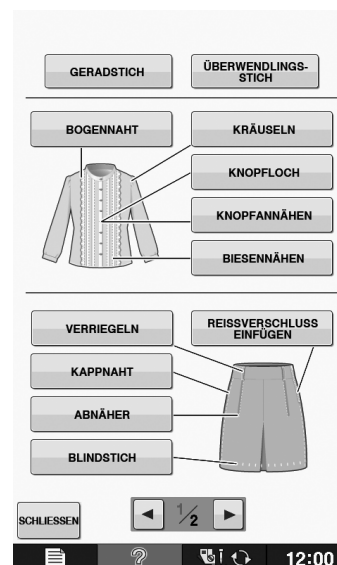 GERADSTICH
ÜBERWENDLINGS-
STICH
BOGENNAHT
KRÄUSELN
KNOPFLOCH
KNOPFANNÄHEN
BIESENNÄHEN
VERRIEGELN
REISSVERSCHLUSS
EINFÜGEN
KAPPNAHT
ABNÄHER
BLINDSTICH
SCHLIESSEN
1/2
?
12:00